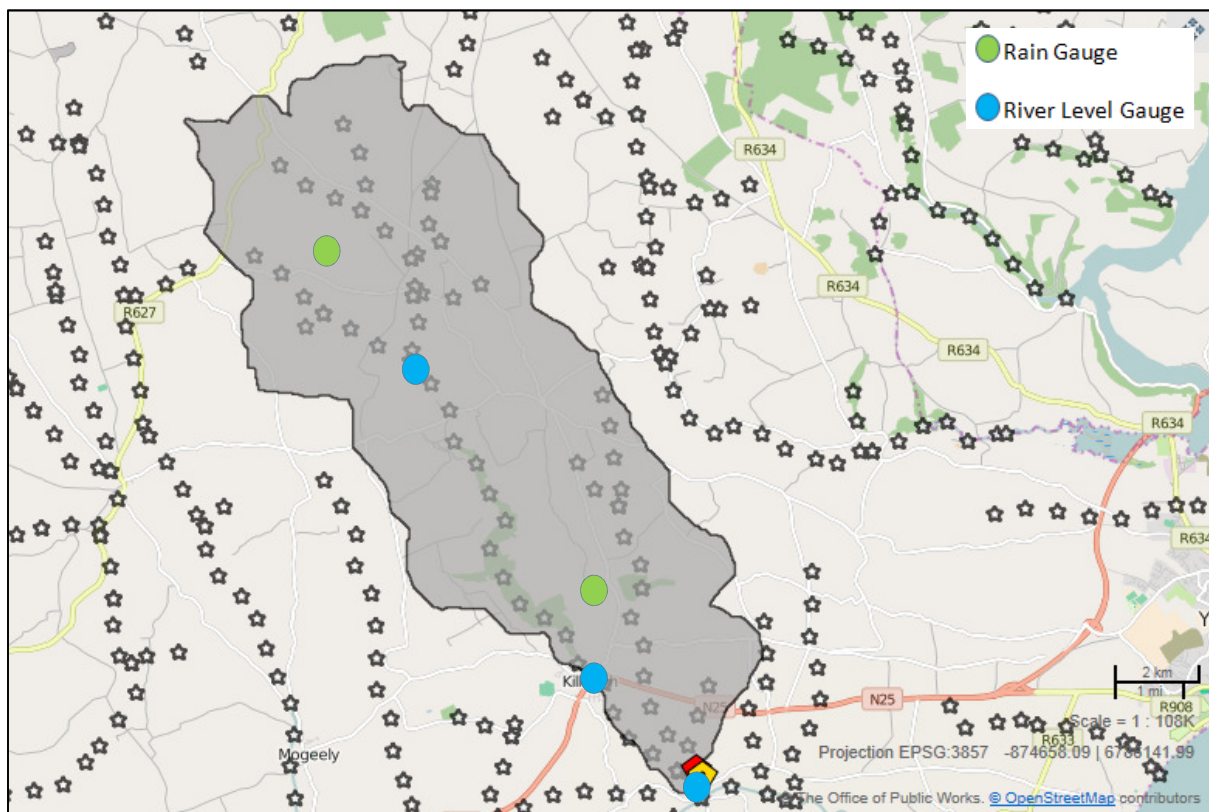 Rain Gauge
River Level Gauge
R634
R634
R627
R634
R634
R634
N25
N25
Mogeely
2 km
1 mi
R908
R633
Scale = 1 : 108K
Projection EPSG:3857 -874658.09 | 6786141.99
The Office of Public Works. © OpenStreetMap contributors